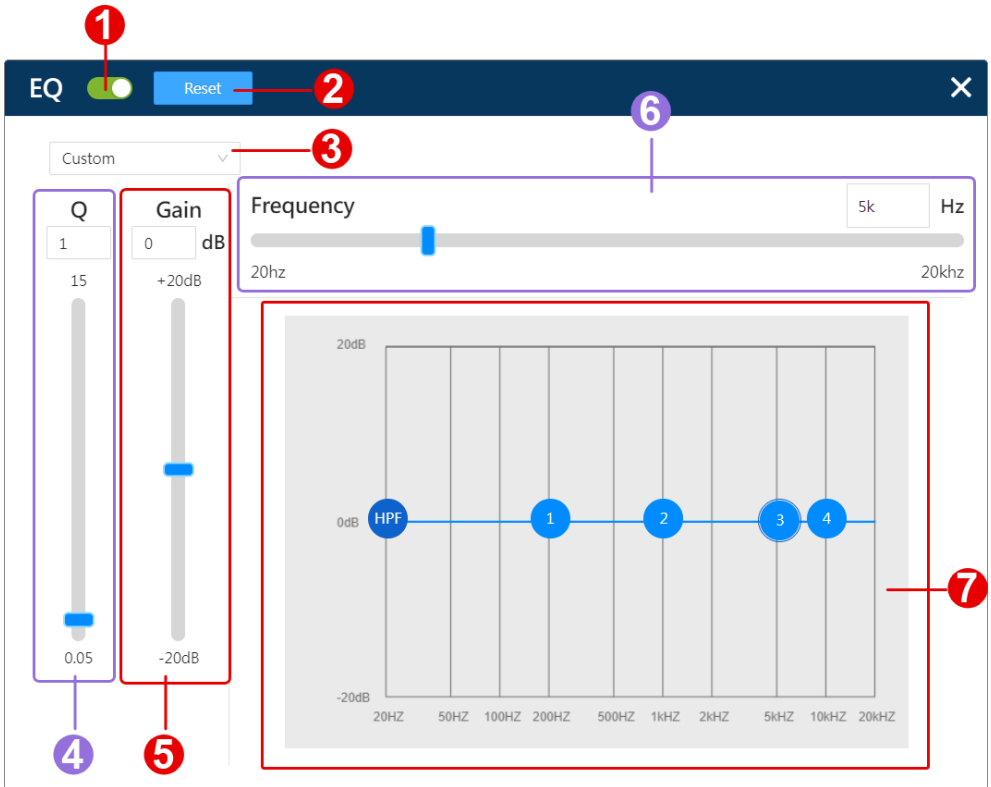 1
EQ Reset 2
6
Custom 3
Q
1
15
0.05
4
Gain
0 dB
+20dB
-20dB
5
Frequency 5k Hz
20hz 20khz
20dB
0dB HPF 1 2 3 4
7
-20dB
20HZ 50HZ 100HZ 200HZ 500HZ 1kHZ 2kHZ 5kHZ 10kHZ 20kHZ